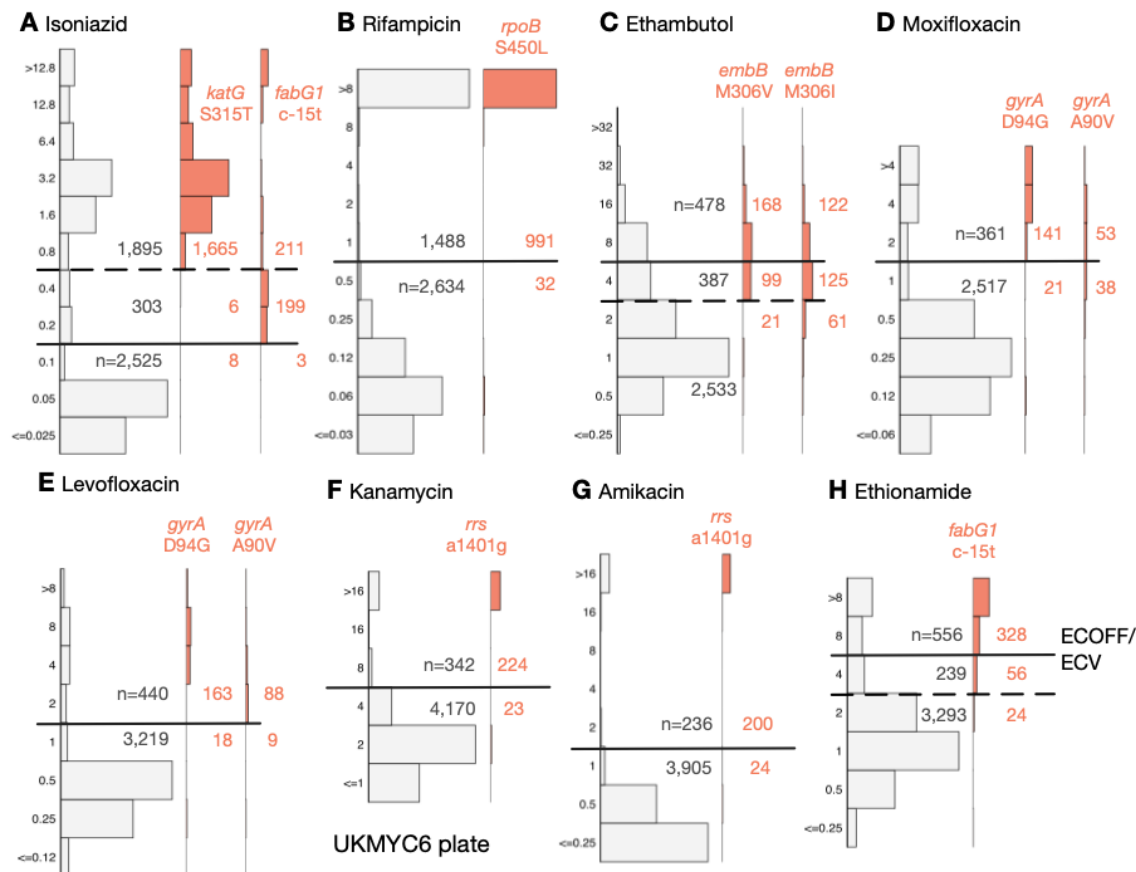 A Isoniazid
>12.8
12.8
6.4
3.2
1.6
0.8
0.4
0.2
0.1
0.05
<=0.025
katG
S315T
fabG1
c-15t
1,895
1,665
211
303
6
199
n=2,525
8
3
B Rifampicin
>8
8
4
2
1
0.5
0.25
0.12
0.06
<=0.03
rpoB
S450L
1,488
991
n=2,634
32
C Ethambutol
>32
32
16
8
4
2
1
0.5
<=0.25
embB
M306V
embB
M306I
n=478
168
122
387
99
125
21
61
2,533
D Moxifloxacin
>4
4
2
1
0.5
0.25
0.12
<=0.06
gyrA
D94G
gyrA
A90V
n=361
141
53
2,517
21
38
E Levofloxacin
>8
8
4
2
1
0.5
0.25
<=0.12
gyrA
D94G
gyrA
A90V
n=440
163
88
3,219
18
9
F Kanamycin
>16
16
8
4
2
<=1
rrs
a1401g
n=342
224
4,170
23
UKMYC6 plate
G Amikacin
>16
16
8
4
2
1
0.5
<=0.25
rrs
a1401g
n=236
200
3,905
24
H Ethionamide
>8
8
4
2
1
0.5
<=0.25
fabG1
c-15t
n=556
328
239
56
3,293
24
ECOFF/
ECV